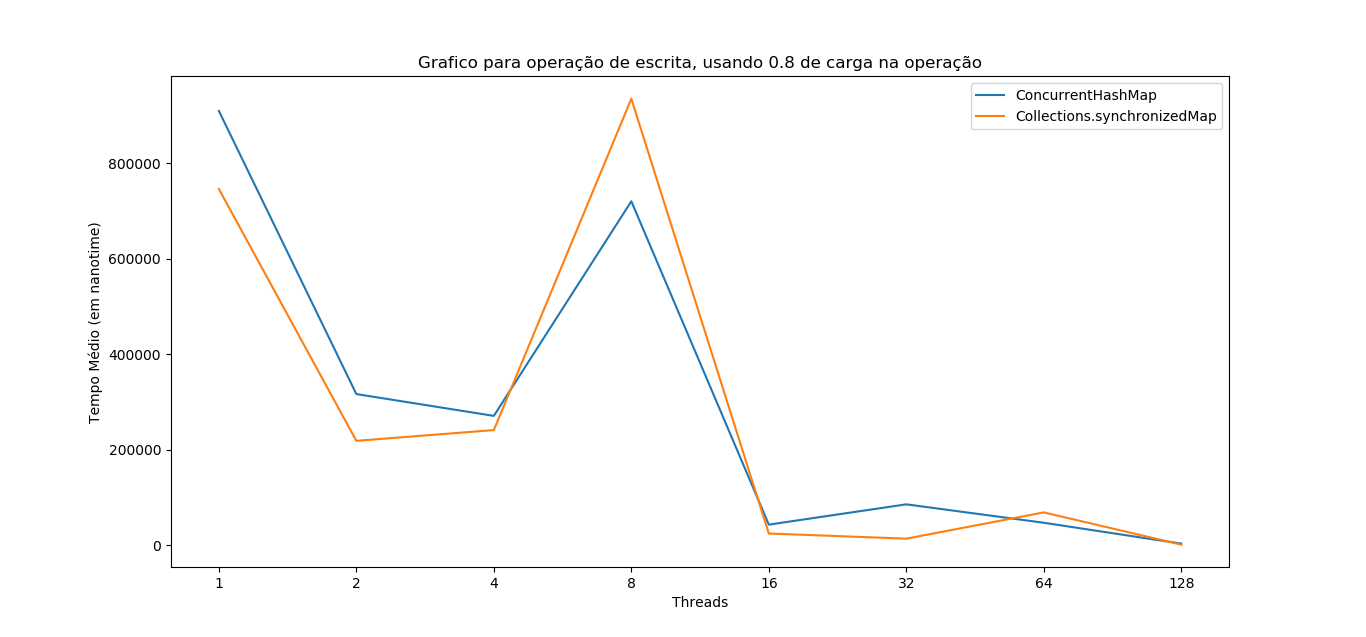 Grafico para operação de escrita, usando 0.8 de carga na operação
ConcurrentHashMap
Collections.synchronizedMap
Tempo Médio (em nanotime)
800000
600000
400000
200000
0
1 2 4 8 16 32 64 128
Threads